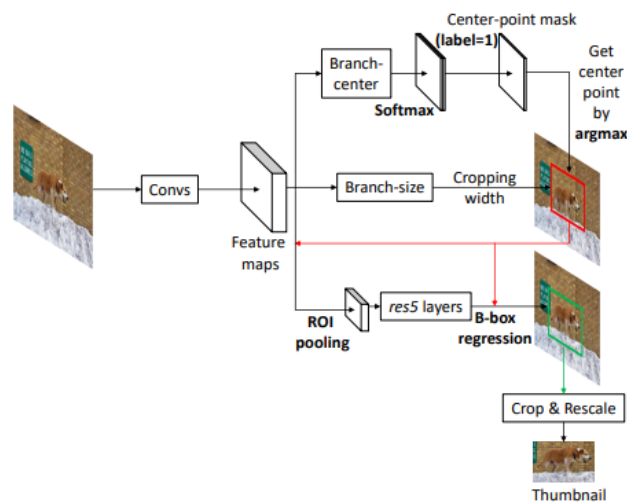 Center-point mask
(label=1)
Branch-
center
Softmax
Get
center
point
by
argmax
Convs
Feature
maps
Branch-size
Cropping
width
ROI
pooling
res5 layers
B-box
regression
Crop & Rescale
Thumbnail